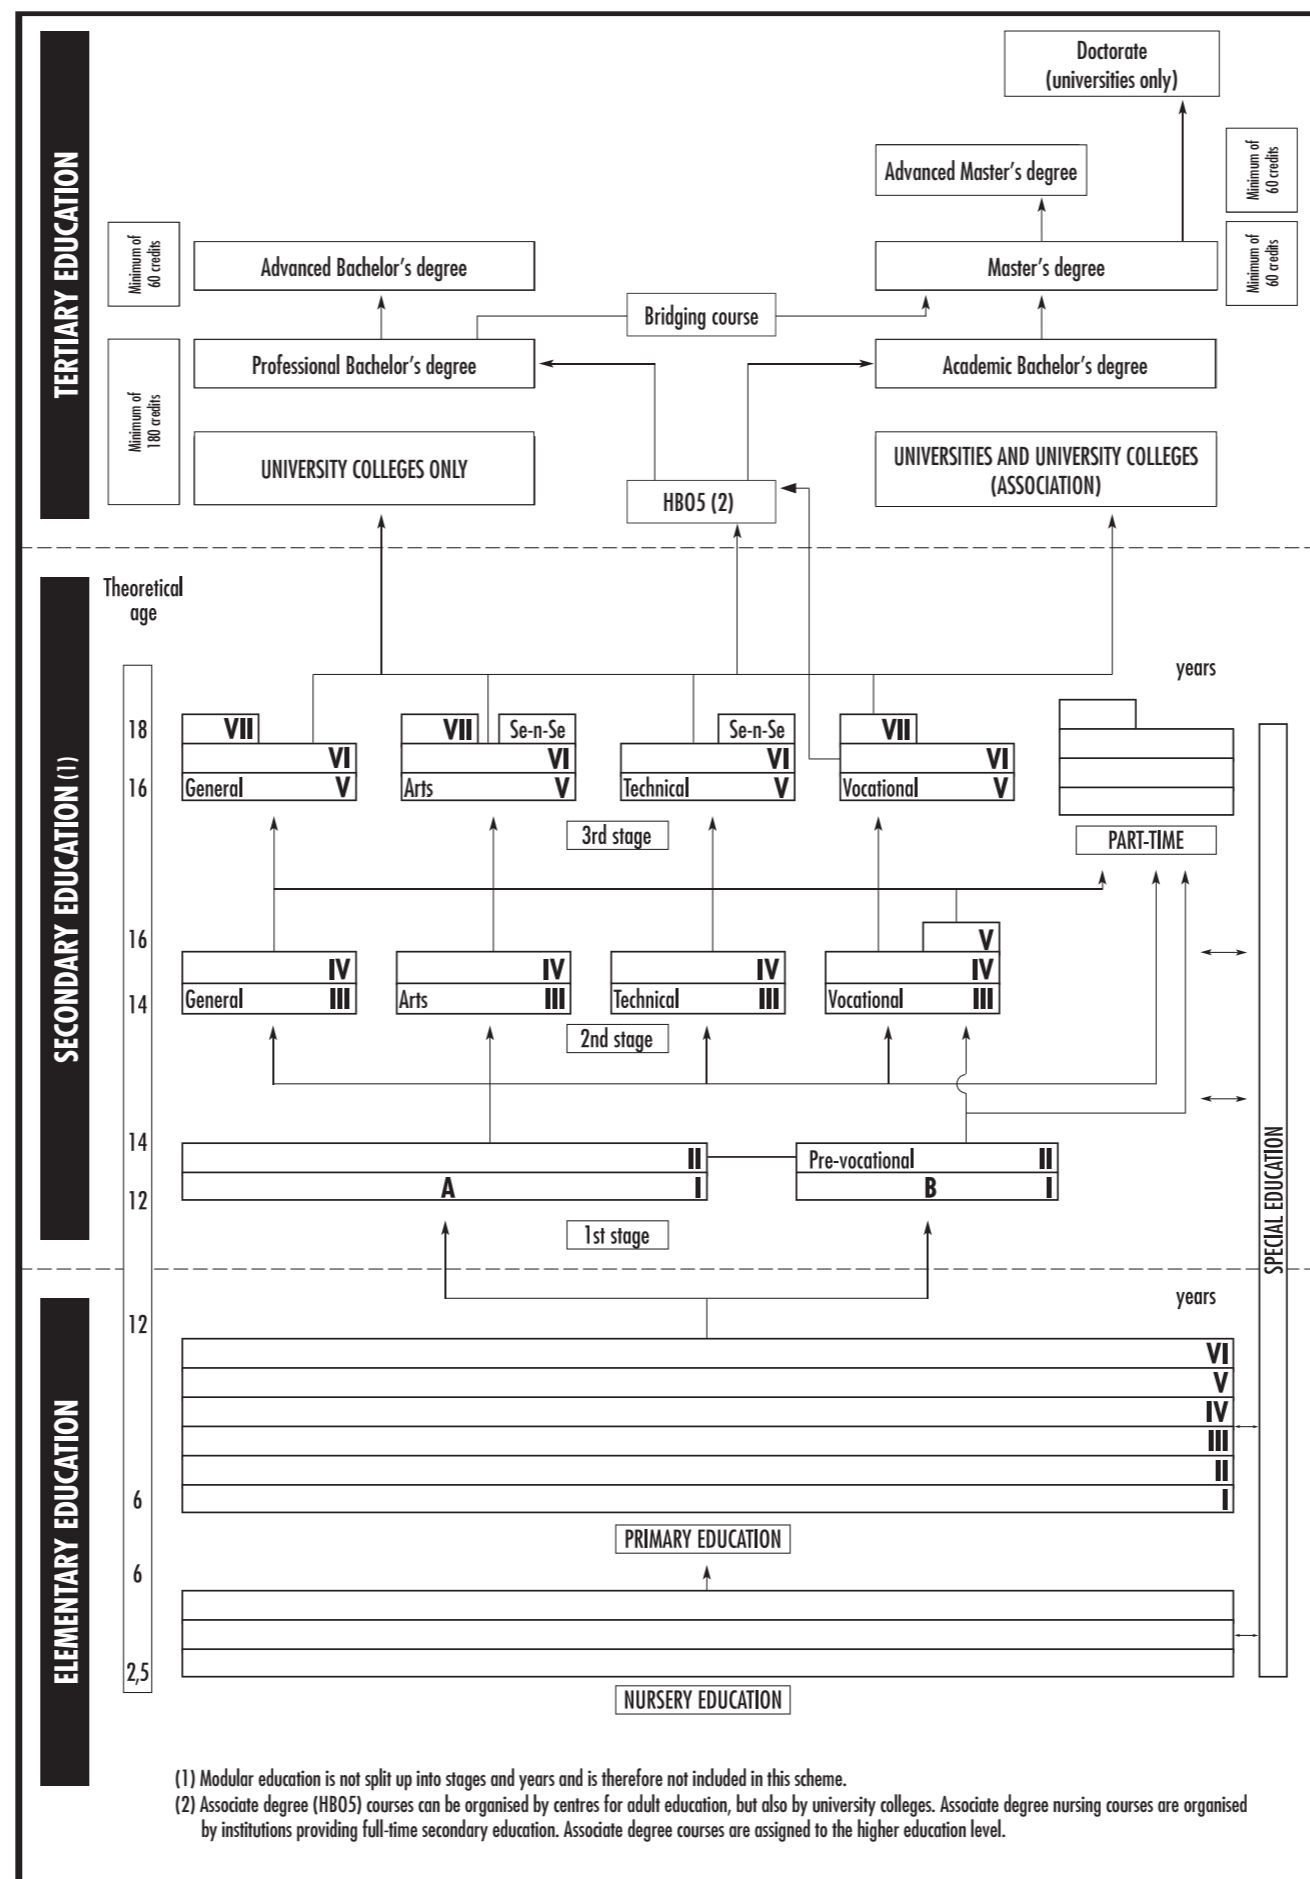 TERTIARY EDUCATION
Doctorate
(universities only)
Minimum of
60 credits
Advanced Master's degree
Minimum of
60 credits
Advanced Bachelor's degree
Master's degree
Minimum of
60 credits
Bridging course
Professional Bachelor's degree
Academic Bachelor's degree
Minimum of
180 credits
UNIVERSITY COLLEGES ONLY
UNIVERSITIES AND UNIVERSITY COLLEGES
(ASSOCIATION)
HBO5 (2)
SECONDARY EDUCATION (1)
Theoretical
age
years
18
VII
VII
Se-n-Se
Se-n-Se
VII
VI
VI
VI
VI
16
General V
Arts V
Technical V
Vocational V
3rd stage
PART-TIME
16
V
IV
IV
IV
IV
14
General III
Arts III
Technical III
Vocational III
2nd stage
14
II
Pre-vocational II
12
A I
B I
1st stage
SPECIAL EDUCATION
ELEMENTARY EDUCATION
years
12
VI
V
IV
III
II
6
I
PRIMARY EDUCATION
6
2,5
NURSERY EDUCATION
(1) Modular education is not split up into stages and years and is therefore not included in this scheme.
(2) Associate degree (HBO5) courses can be organised by centres for adult education, but also by university colleges. Associate degree nursing courses are organised
by institutions providing full-time secondary education. Associate degree courses are assigned to the higher education level.